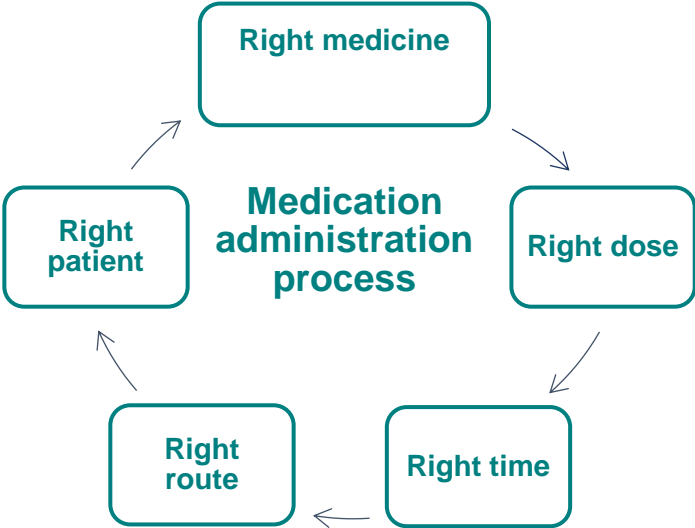 Right medicine
Medication
administration
process
Right dose
Right time
Right
route
Right
patient